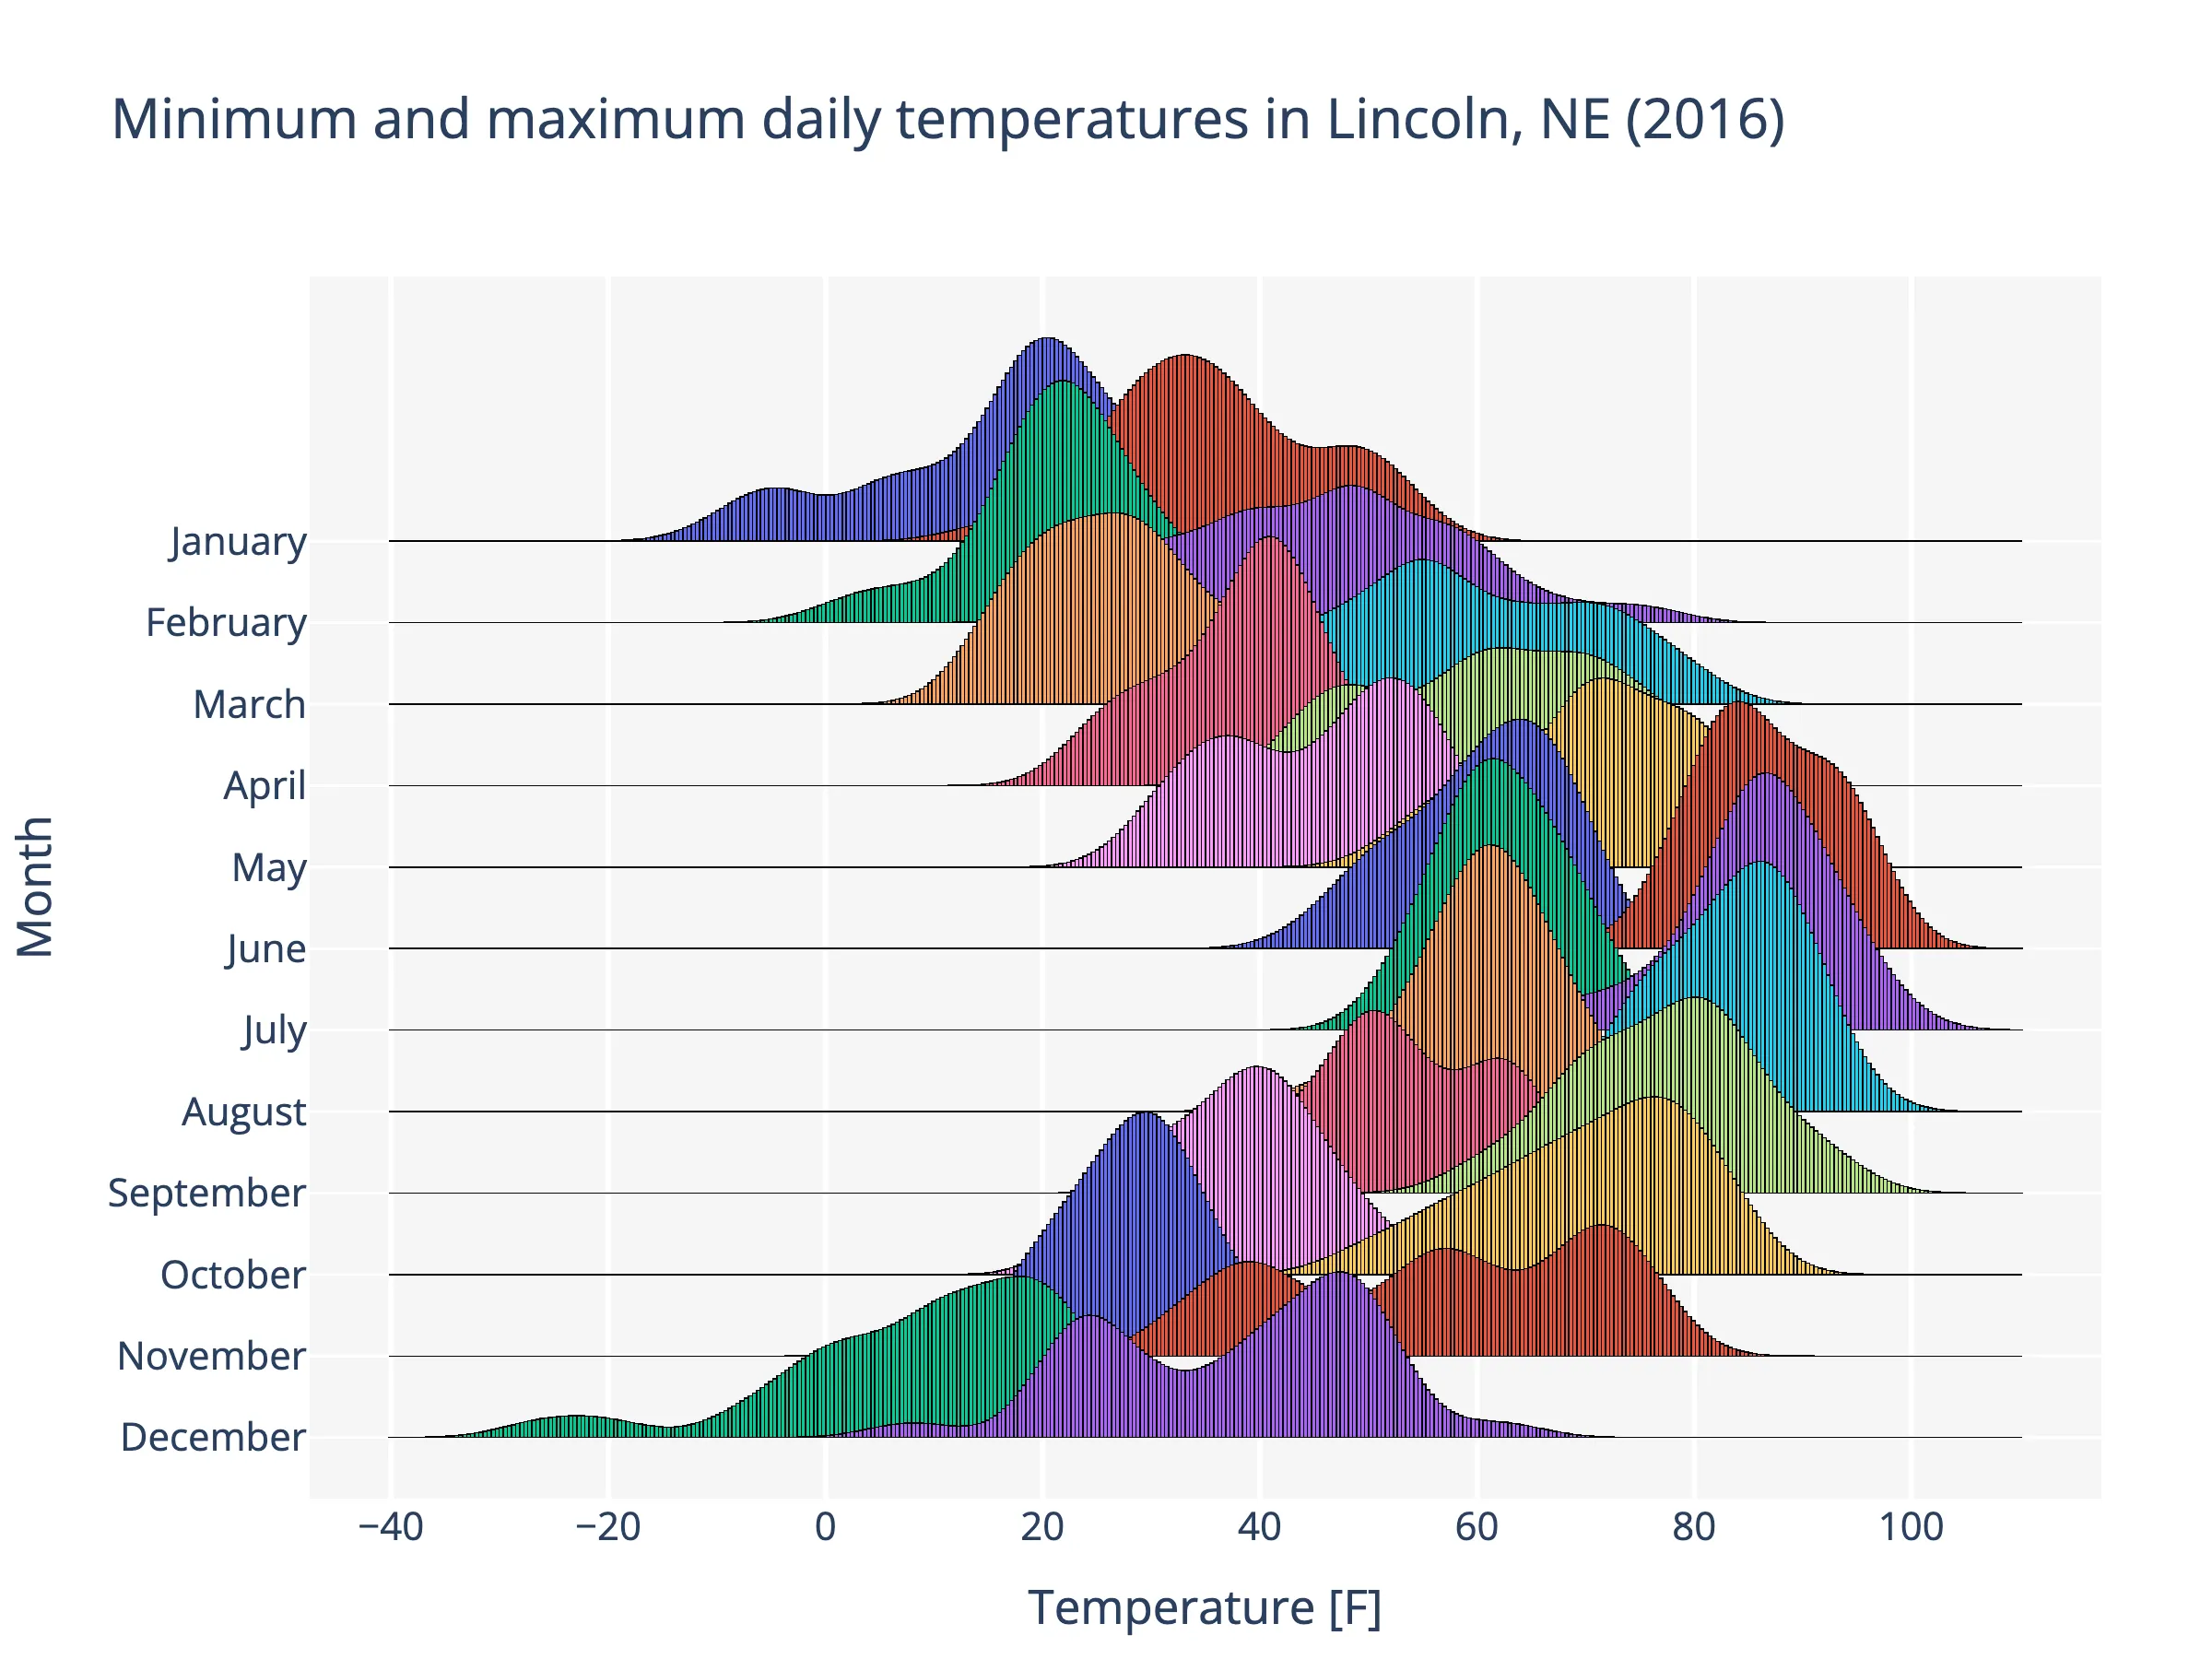 Minimum and maximum daily temperatures in Lincoln, NE (2016)
January
February
March
April
May
June
July
August
September
October
November
December
Month
−40 −20 0 20 40 60 80 100
Temperature [F]